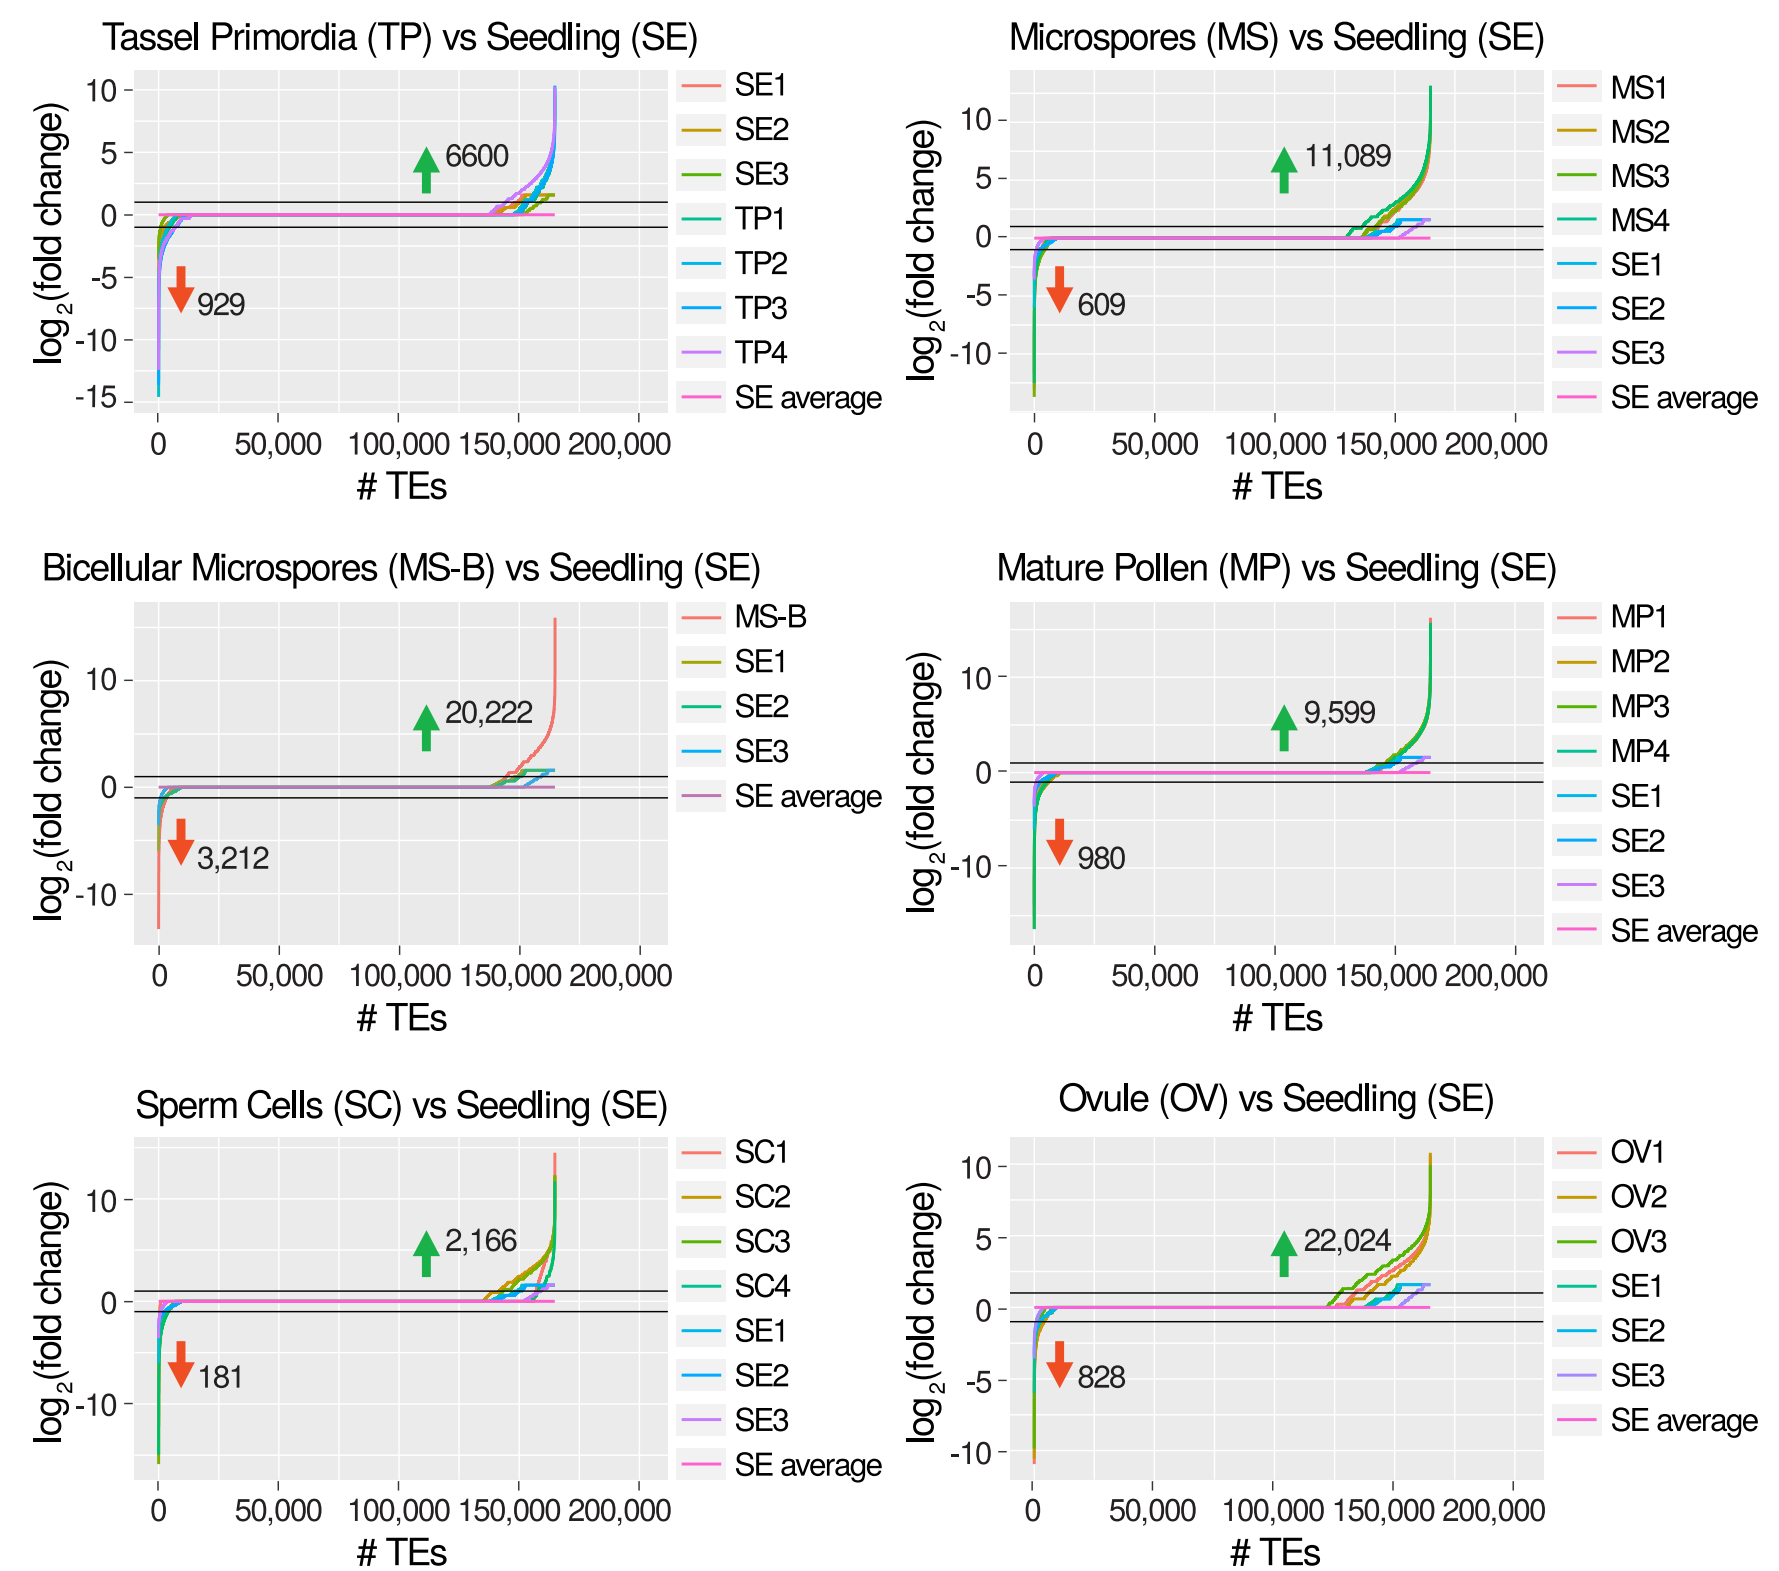 Tassel Primordia (TP) vs Seedling (SE)
log2(fold change)
10
5
0
-5
-10
-15
6600
929
0 50,000 100,000 150,000 200,000
# TEs
SE1
SE2
SE3
TP1
TP2
TP3
TP4
SE average
Microspores (MS) vs Seedling (SE)
log2(fold change)
10
5
0
-5
-10
11,089
609
0 50,000 100,000 150,000 200,000
# TEs
MS1
MS2
MS3
MS4
SE1
SE2
SE3
SE average
Bicellular Microspores (MS-B) vs Seedling (SE)
log2(fold change)
10
0
-10
20,222
3,212
0 50,000 100,000 150,000 200,000
# TEs
MS-B
SE1
SE2
SE3
SE average
Mature Pollen (MP) vs Seedling (SE)
log2(fold change)
10
0
-10
9,599
980
0 50,000 100,000 150,000 200,000
# TEs
MP1
MP2
MP3
MP4
SE1
SE2
SE3
SE average
Sperm Cells (SC) vs Seedling (SE)
log2(fold change)
10
0
-10
2,166
181
0 50,000 100,000 150,000 200,000
# TEs
SC1
SC2
SC3
SC4
SE1
SE2
SE3
SE average
Ovule (OV) vs Seedling (SE)
log2(fold change)
10
5
0
-5
-10
22,024
828
0 50,000 100,000 150,000 200,000
# TEs
OV1
OV2
OV3
SE1
SE2
SE3
SE average